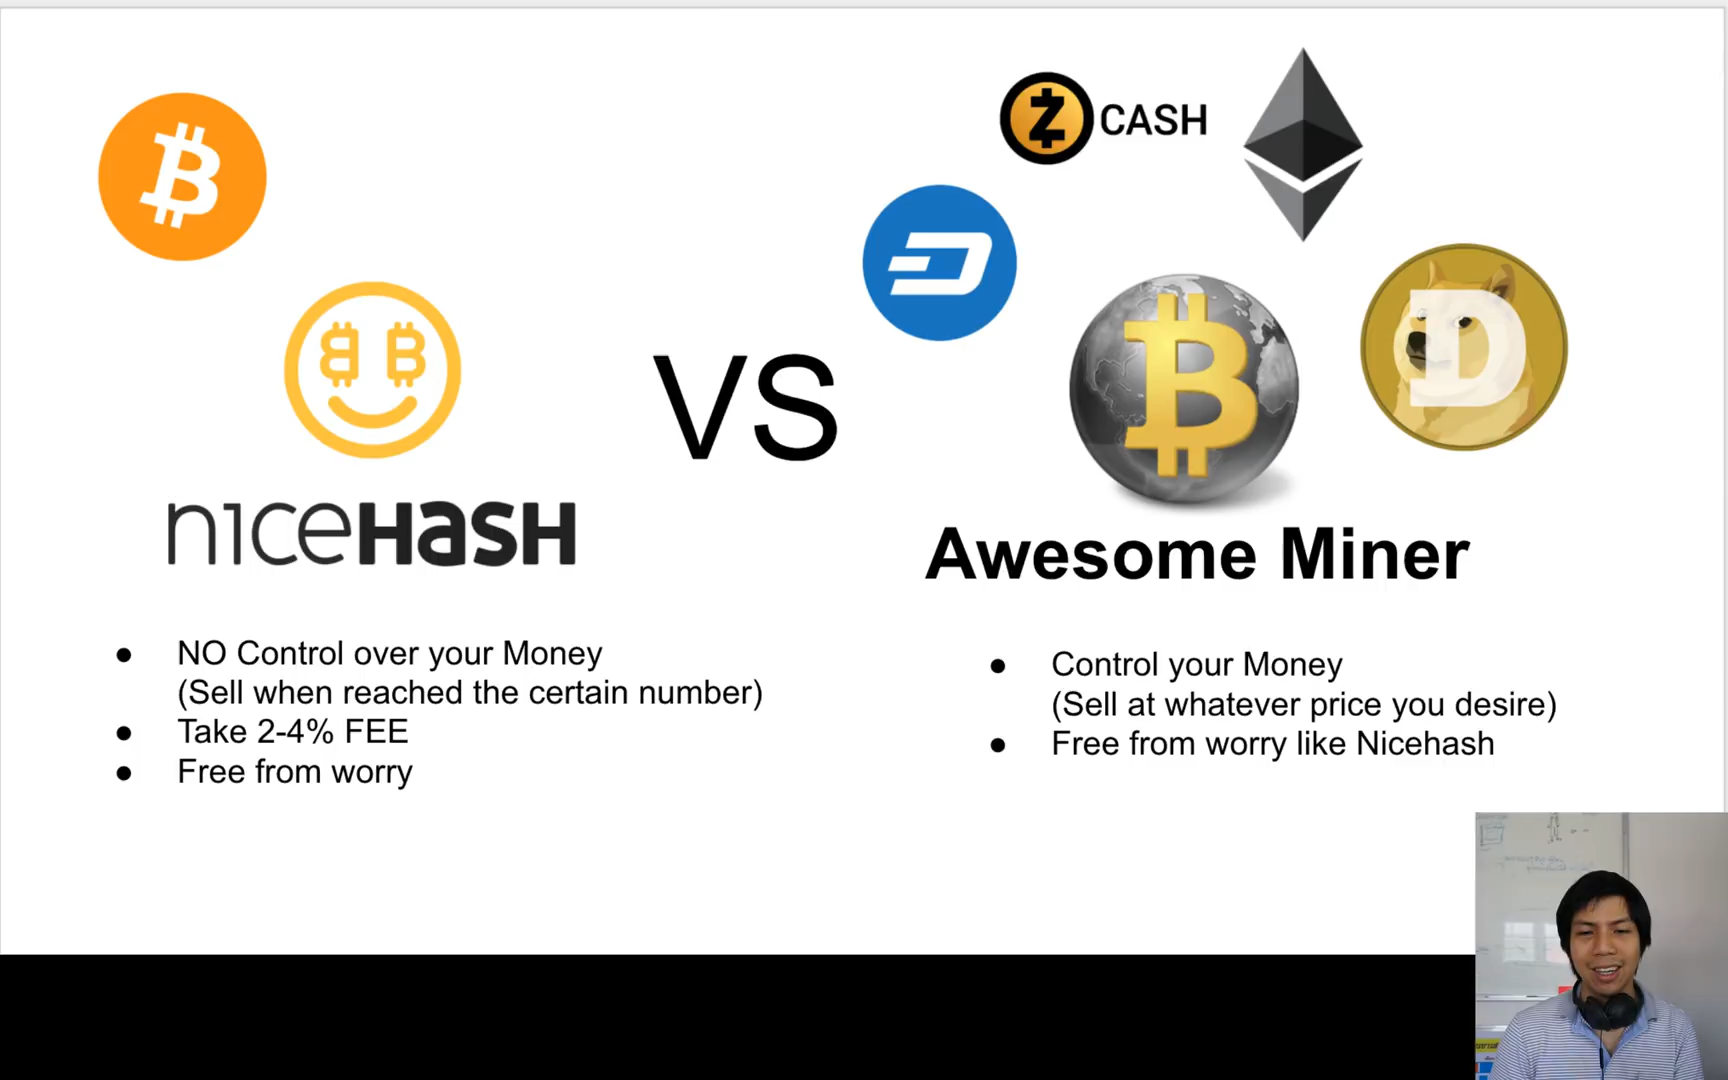 CASH
VS
niceHasH
Awesome Miner
● NO Control over your Money
(Sell when reached the certain number)
● Take 2-4% FEE
● Free from worry
● Control your Money
(Sell at whatever price you desire)
● Free from worry like Nicehash